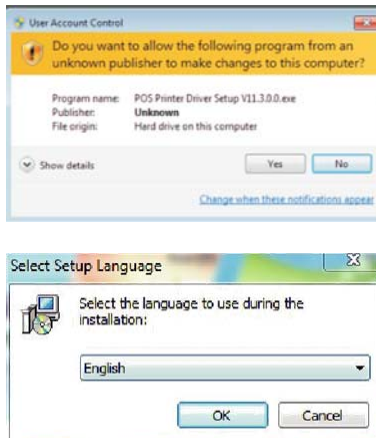 User Account Control
Do you want to allow the following program from an
unknown publisher to make changes to this computer?
Program name: POS Printer Driver Setup V11.3.0.0.exe
Publisher: Unknown
File origin: Hard drive on this computer
Show details
Yes
No
Change when these notifications appear
Select Setup Language
Select the language to use during the
installation:
English
OK
Cancel